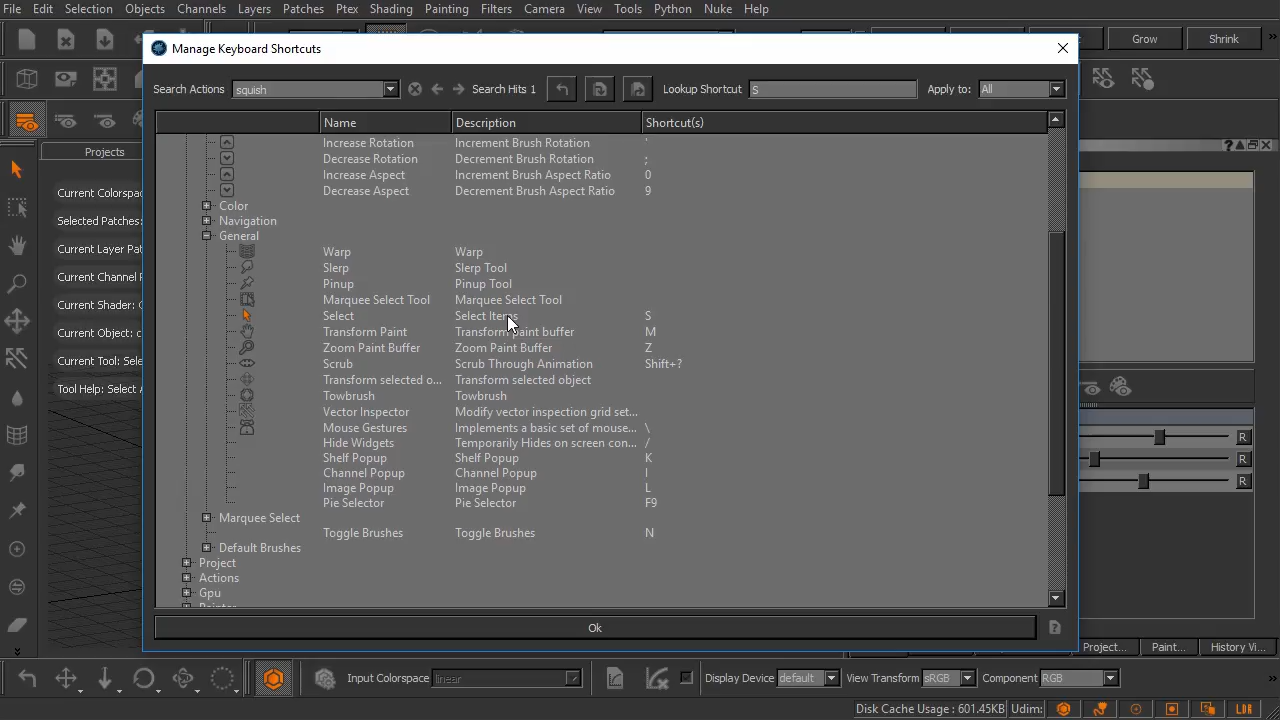 File Edit Selection Objects Channels Layers Patches Ptex Shading Painting Filters Camera View Tools Python Nuke Help
Manage Keyboard Shortcuts
Grow Shrink
Search Actions squish Search Hits 1 Lookup Shortcut S Apply to: All
Name Description Shortcut(s)
Projects
Increase Rotation Increment Brush Rotation '
Decrease Rotation Decrement Brush Rotation ;
Increase Aspect Increment Brush Aspect Ratio 0
Decrease Aspect Decrement Brush Aspect Ratio 9
Color
Navigation
General
Warp Warp
Slerp Slerp Tool
Pinup Pinup Tool
Marquee Select Tool Marquee Select Tool
Select Select Items S
Transform Paint Transform paint buffer M
Zoom Paint Buffer Zoom Paint Buffer Z
Scrub Scrub Through Animation Shift+?
Transform selected o... Transform selected object
Towbrush Towbrush
Vector Inspector Modify vector inspection grid set...
Mouse Gestures Implements a basic set of mouse... \
Hide Widgets Temporarily Hides on screen con... /
Shelf Popup Shelf Popup K
Channel Popup Channel Popup I
Image Popup Image Popup L
Pie Selector Pie Selector F9
Marquee Select
Toggle Brushes Toggle Brushes N
Default Brushes
Project
Actions
Gpu
Current Colorspac
Selected Patches:
Current Layer Pat
Current Channel
Current Shader:
Current Object:
Current Tool: Sele
Tool Help: Select
R
R
R
Ok
Project... Paint... History Vi...
Input Colorspace linear Display Device default View Transform sRGB Component RGB
Disk Cache Usage : 601.45KB Udim: LDR